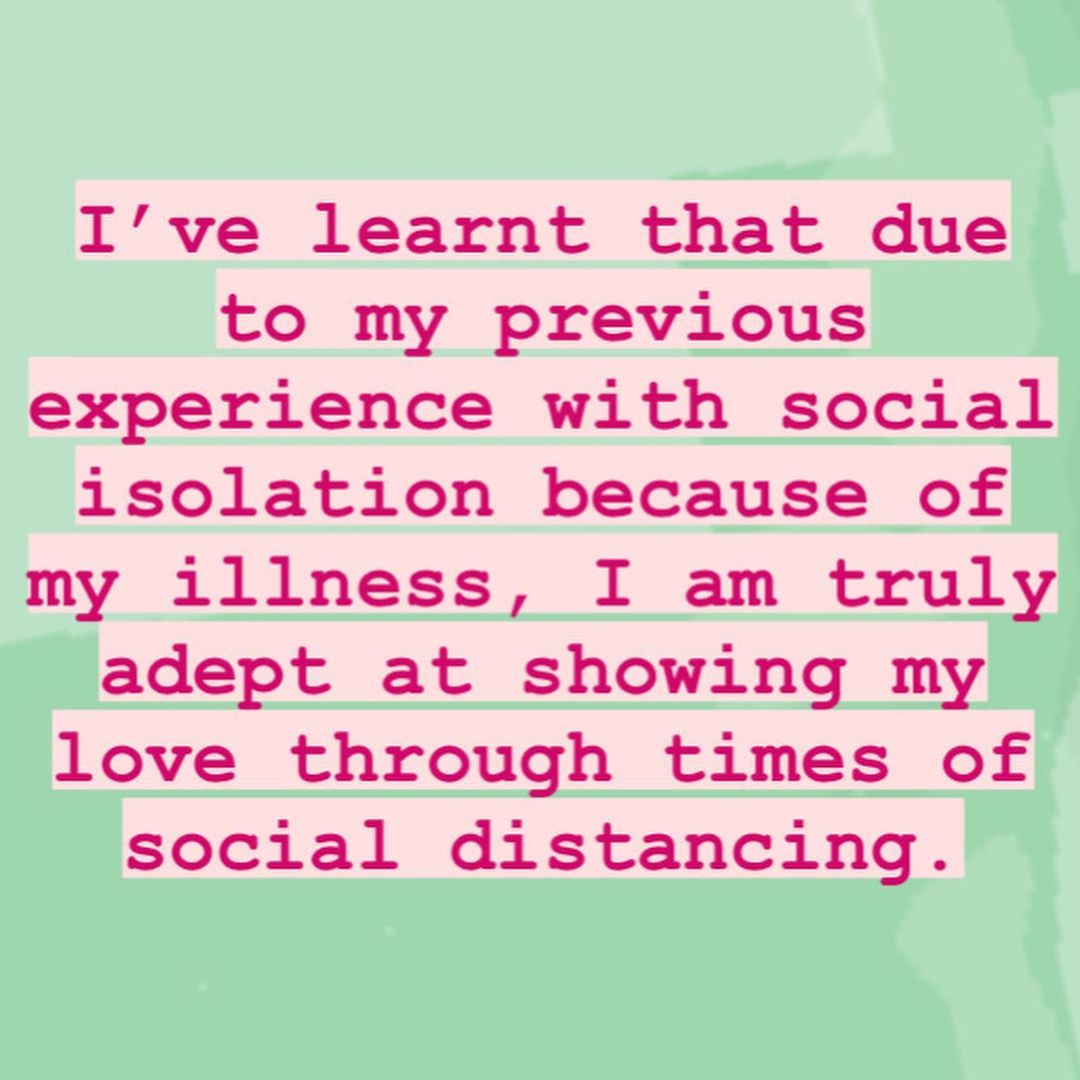 I’ve learnt that due
to my previous
experience with social
isolation because of
my illness, I am truly
adept at showing my
love through times of
social distancing.